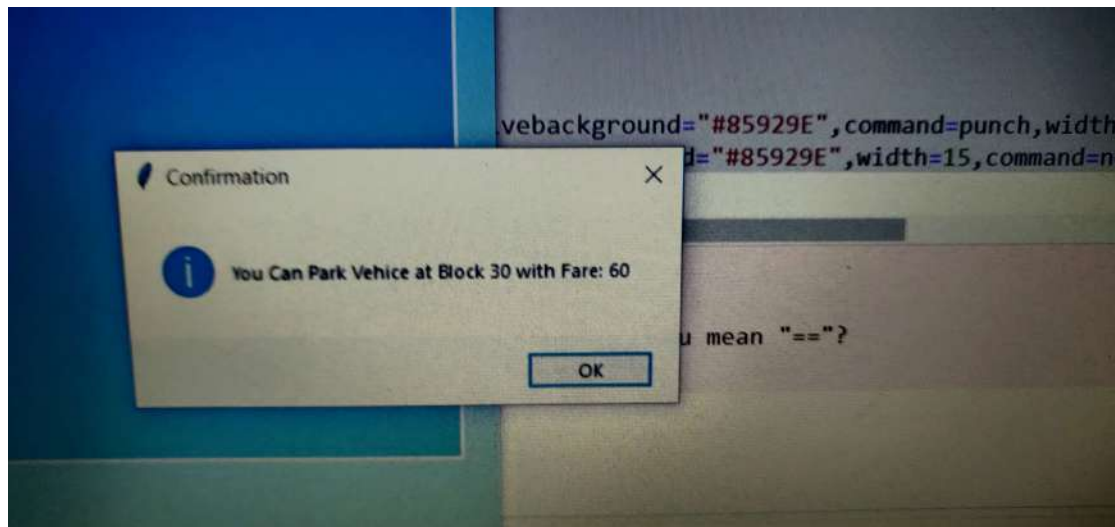 vebackground="#85929E",command=punch,width
="#85929E",width=15,command=n
Confirmation
You Can Park Vehice at Block 30 with Fare: 60
mean "=="?
OK